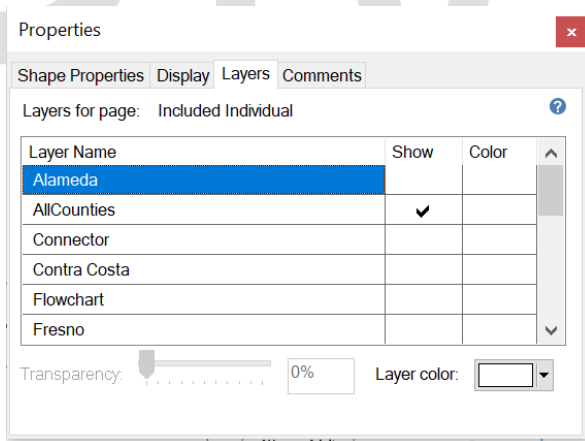 Properties
x
Shape Properties Display Layers Comments
Layers for page: Included Individual ?
Layer Name Show Color
Alameda
AllCounties
Connector
Contra Costa
Flowchart
Fresno
Transparency: 0% Layer color: